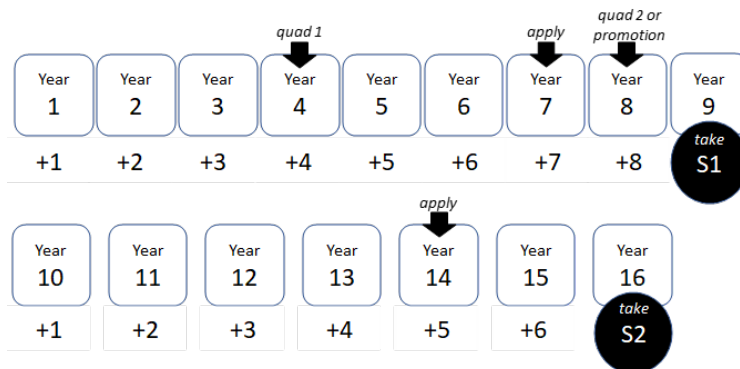 quad 1
apply
quad 2 or
promotion
Year Year Year Year Year Year Year Year Year
1 2 3 4 5 6 7 8 9
+1 +2 +3 +4 +5 +6 +7 +8
take
S1
apply
Year Year Year Year Year Year Year
10 11 12 13 14 15 16
+1 +2 +3 +4 +5 +6
take
S2